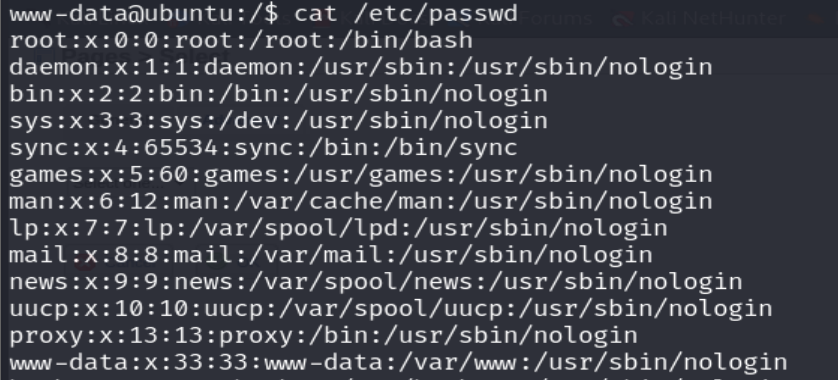 www-data@ubuntu:/$ cat /etc/passwd
Forums Kali NetHunter
root:x:0:0:root:/root:/bin/bash
daemon:x:1:1:daemon:/usr/sbin:/usr/sbin/nologin
bin:x:2:2:bin:/bin:/usr/sbin/nologin
sys:x:3:3:sys:/dev:/usr/sbin/nologin
sync:x:4:65534:sync:/bin:/bin/sync
games:x:5:60:games:/usr/games:/usr/sbin/nologin
man:x:6:12:man:/var/cache/man:/usr/sbin/nologin
lp:x:7:7:lp:/var/spool/lpd:/usr/sbin/nologin
mail:x:8:8:mail:/var/mail:/usr/sbin/nologin
news:x:9:9:news:/var/spool/news:/usr/sbin/nologin
uucp:x:10:10:uucp:/var/spool/uucp:/usr/sbin/nologin
proxy:x:13:13:proxy:/bin:/usr/sbin/nologin
www-data:x:33:33:www-data:/var/www:/usr/sbin/nologin